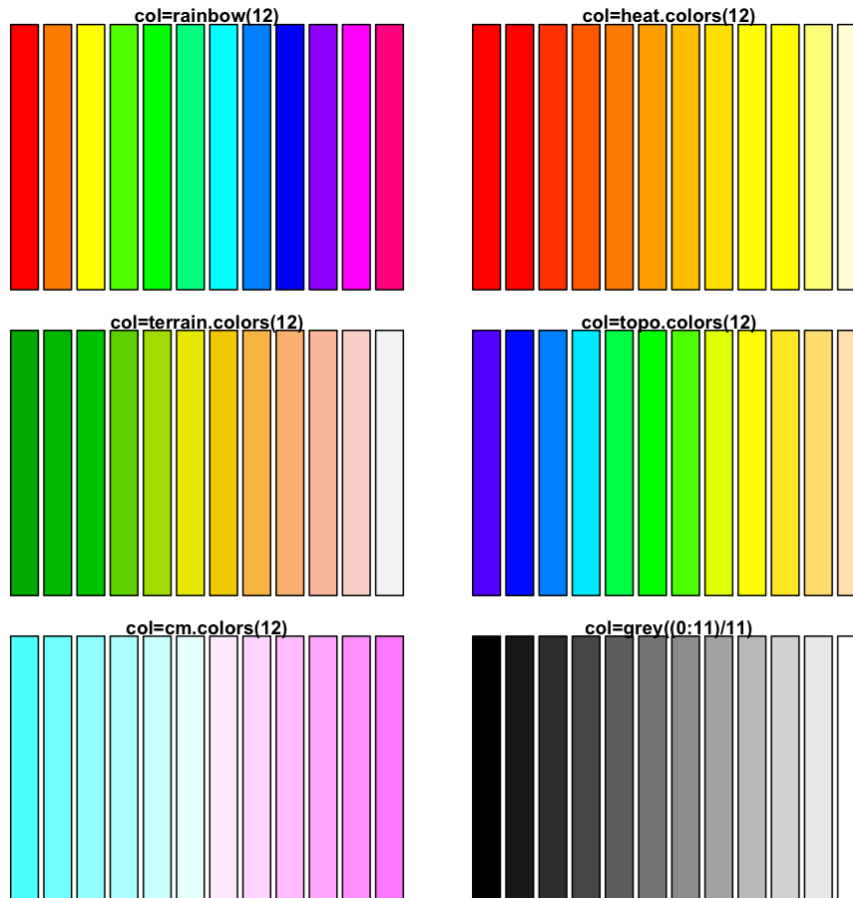 col=rainbow(12)
col=heat.colors(12)
col=terrain.colors(12)
col=topo.colors(12)
col=cm.colors(12)
col=grey((0:11)/11)